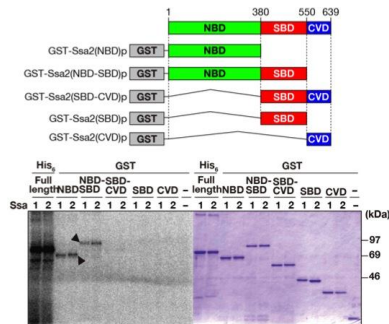 1 380 550 639
NBD SBD CVD
GST-Ssa2(NBD)p GST NBD
GST-Ssa2(NBD-SBD)p GST NBD SBD
GST-Ssa2(SBD-CVD)p GST SBD CVD
GST-Ssa2(SBD)p GST SBD
GST-Ssa2(CVD)p GST CVD
His6 GST His6 GST
Full NBD-SBD- Full NBD-SBD-
length NBD SBD CVD SBD CVD – length NBD SBD CVD SBD CVD –
Ssa 1 2 1 2 1 2 1 2 1 2 1 2 – 1 2 1 2 1 2 1 2 1 2 1 2 – (kDa)
97
69
46